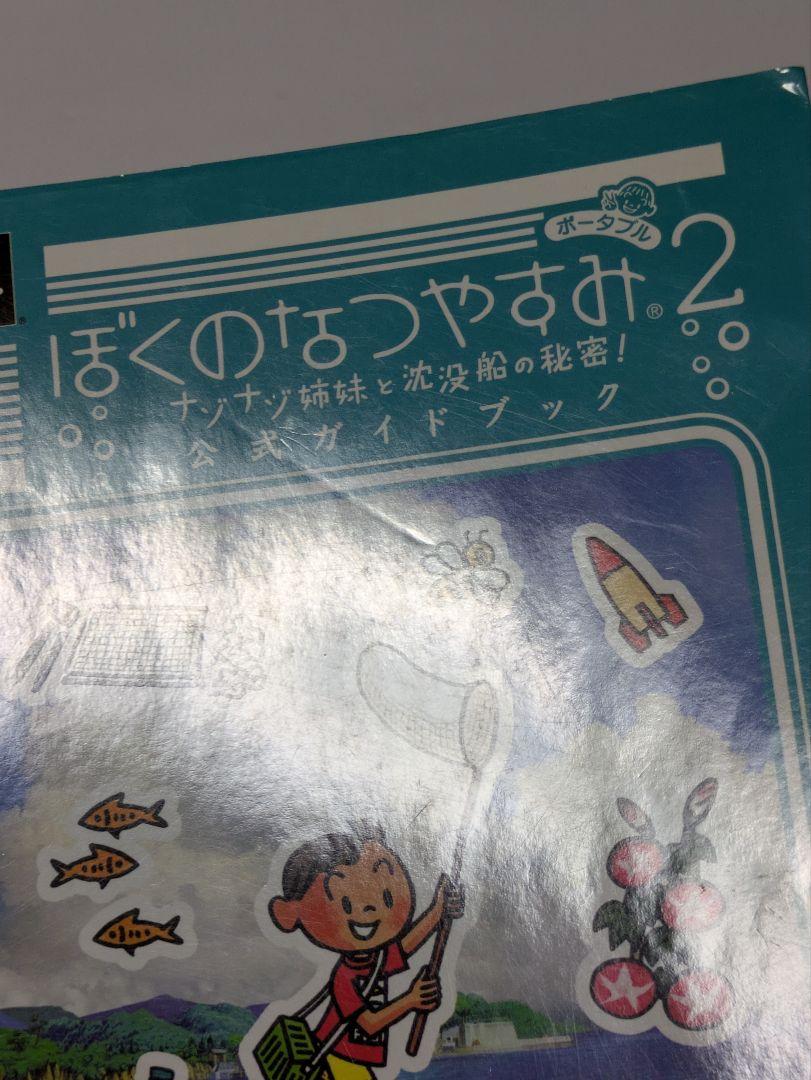 ポータブル
ぼくのなつやすみ® 2
ナゾナゾ姉妹と沈没船の秘密!
公式ガイドブック